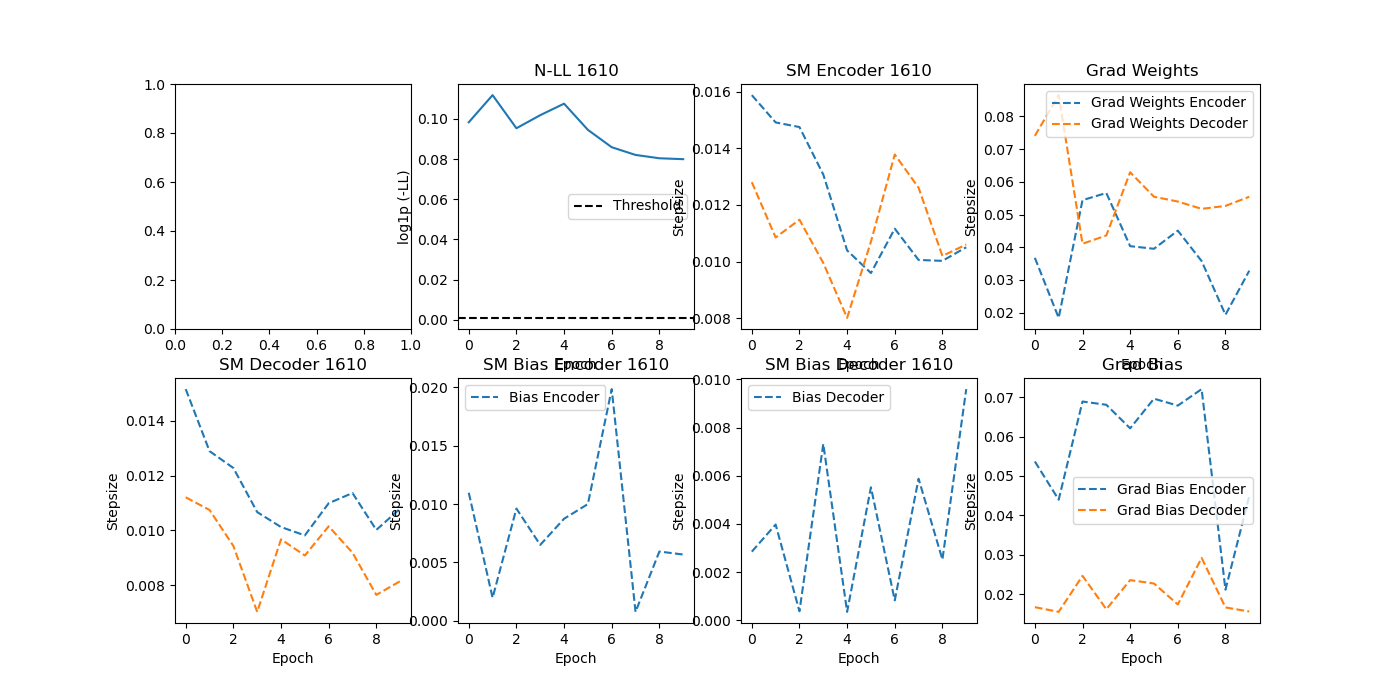 1.0
0.8
0.6
0.4
0.2
0.0
0.0 0.2 0.4 0.6 0.8 1.0
N-LL 1610
log1p (-LL)
0.10
0.08
0.06
0.04
0.02
0.00
Threshold
0 2 4 6 8
Epoch
SM Encoder 1610
Stepsize
0.016
0.014
0.012
0.010
0.008
0 2 4 6 8
Epoch
Grad Weights
Grad Weights Encoder
Grad Weights Decoder
Stepsize
0.08
0.07
0.06
0.05
0.04
0.03
0.02
0 2 4 6 8
Epoch
SM Decoder 1610
Stepsize
0.014
0.012
0.010
0.008
0 2 4 6 8
Epoch
SM Bias Encoder 1610
Bias Encoder
Stepsize
0.020
0.015
0.010
0.005
0.000
0 2 4 6 8
Epoch
SM Bias Decoder 1610
Bias Decoder
Stepsize
0.010
0.008
0.006
0.004
0.002
0.000
0 2 4 6 8
Epoch
Grad Bias
Stepsize
0.07
0.06
0.05
0.04
0.03
0.02
Grad Bias Encoder
Grad Bias Decoder
0 2 4 6 8
Epoch